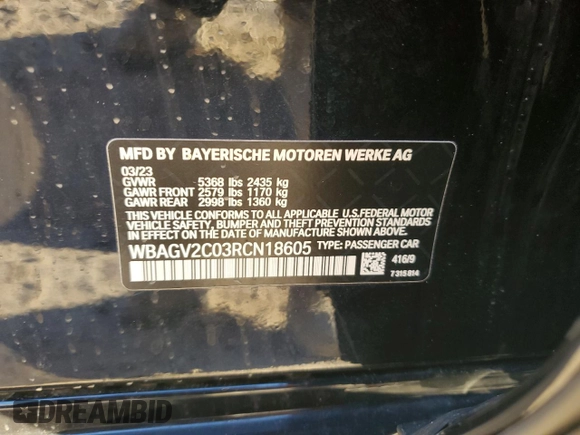 MFD BY BAYERISCHE MOTOREN WERKE AG
03/23
GVWR 5368 lbs 2435 kg
GAWR FRONT 2579 lbs 1170 kg
GAWR REAR 2998 lbs 1360 kg
THIS VEHICLE CONFORMS TO ALL APPLICABLE U.S.FEDERAL MOTOR
VEHICLE SAFETY, BUMPER AND THEFT PREVENTION STANDARDS
IN EFFECT ON THE DATE OF MANUFACTURE SHOWN ABOVE.
WBAGV2C03RCN18605 TYPE: PASSENGER CAR
416/9
7 315 814
DREAMBID